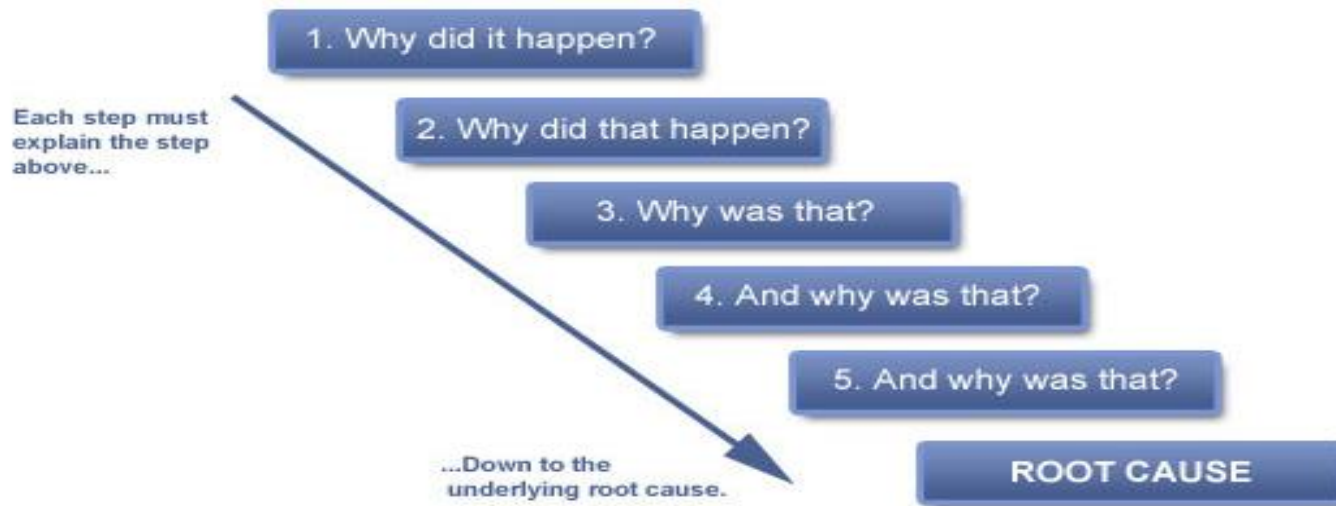 1. Why did it happen?
Each step must
explain the step
above...
2. Why did that happen?
3. Why was that?
4. And why was that?
5. And why was that?
...Down to the
underlying root cause.
ROOT CAUSE